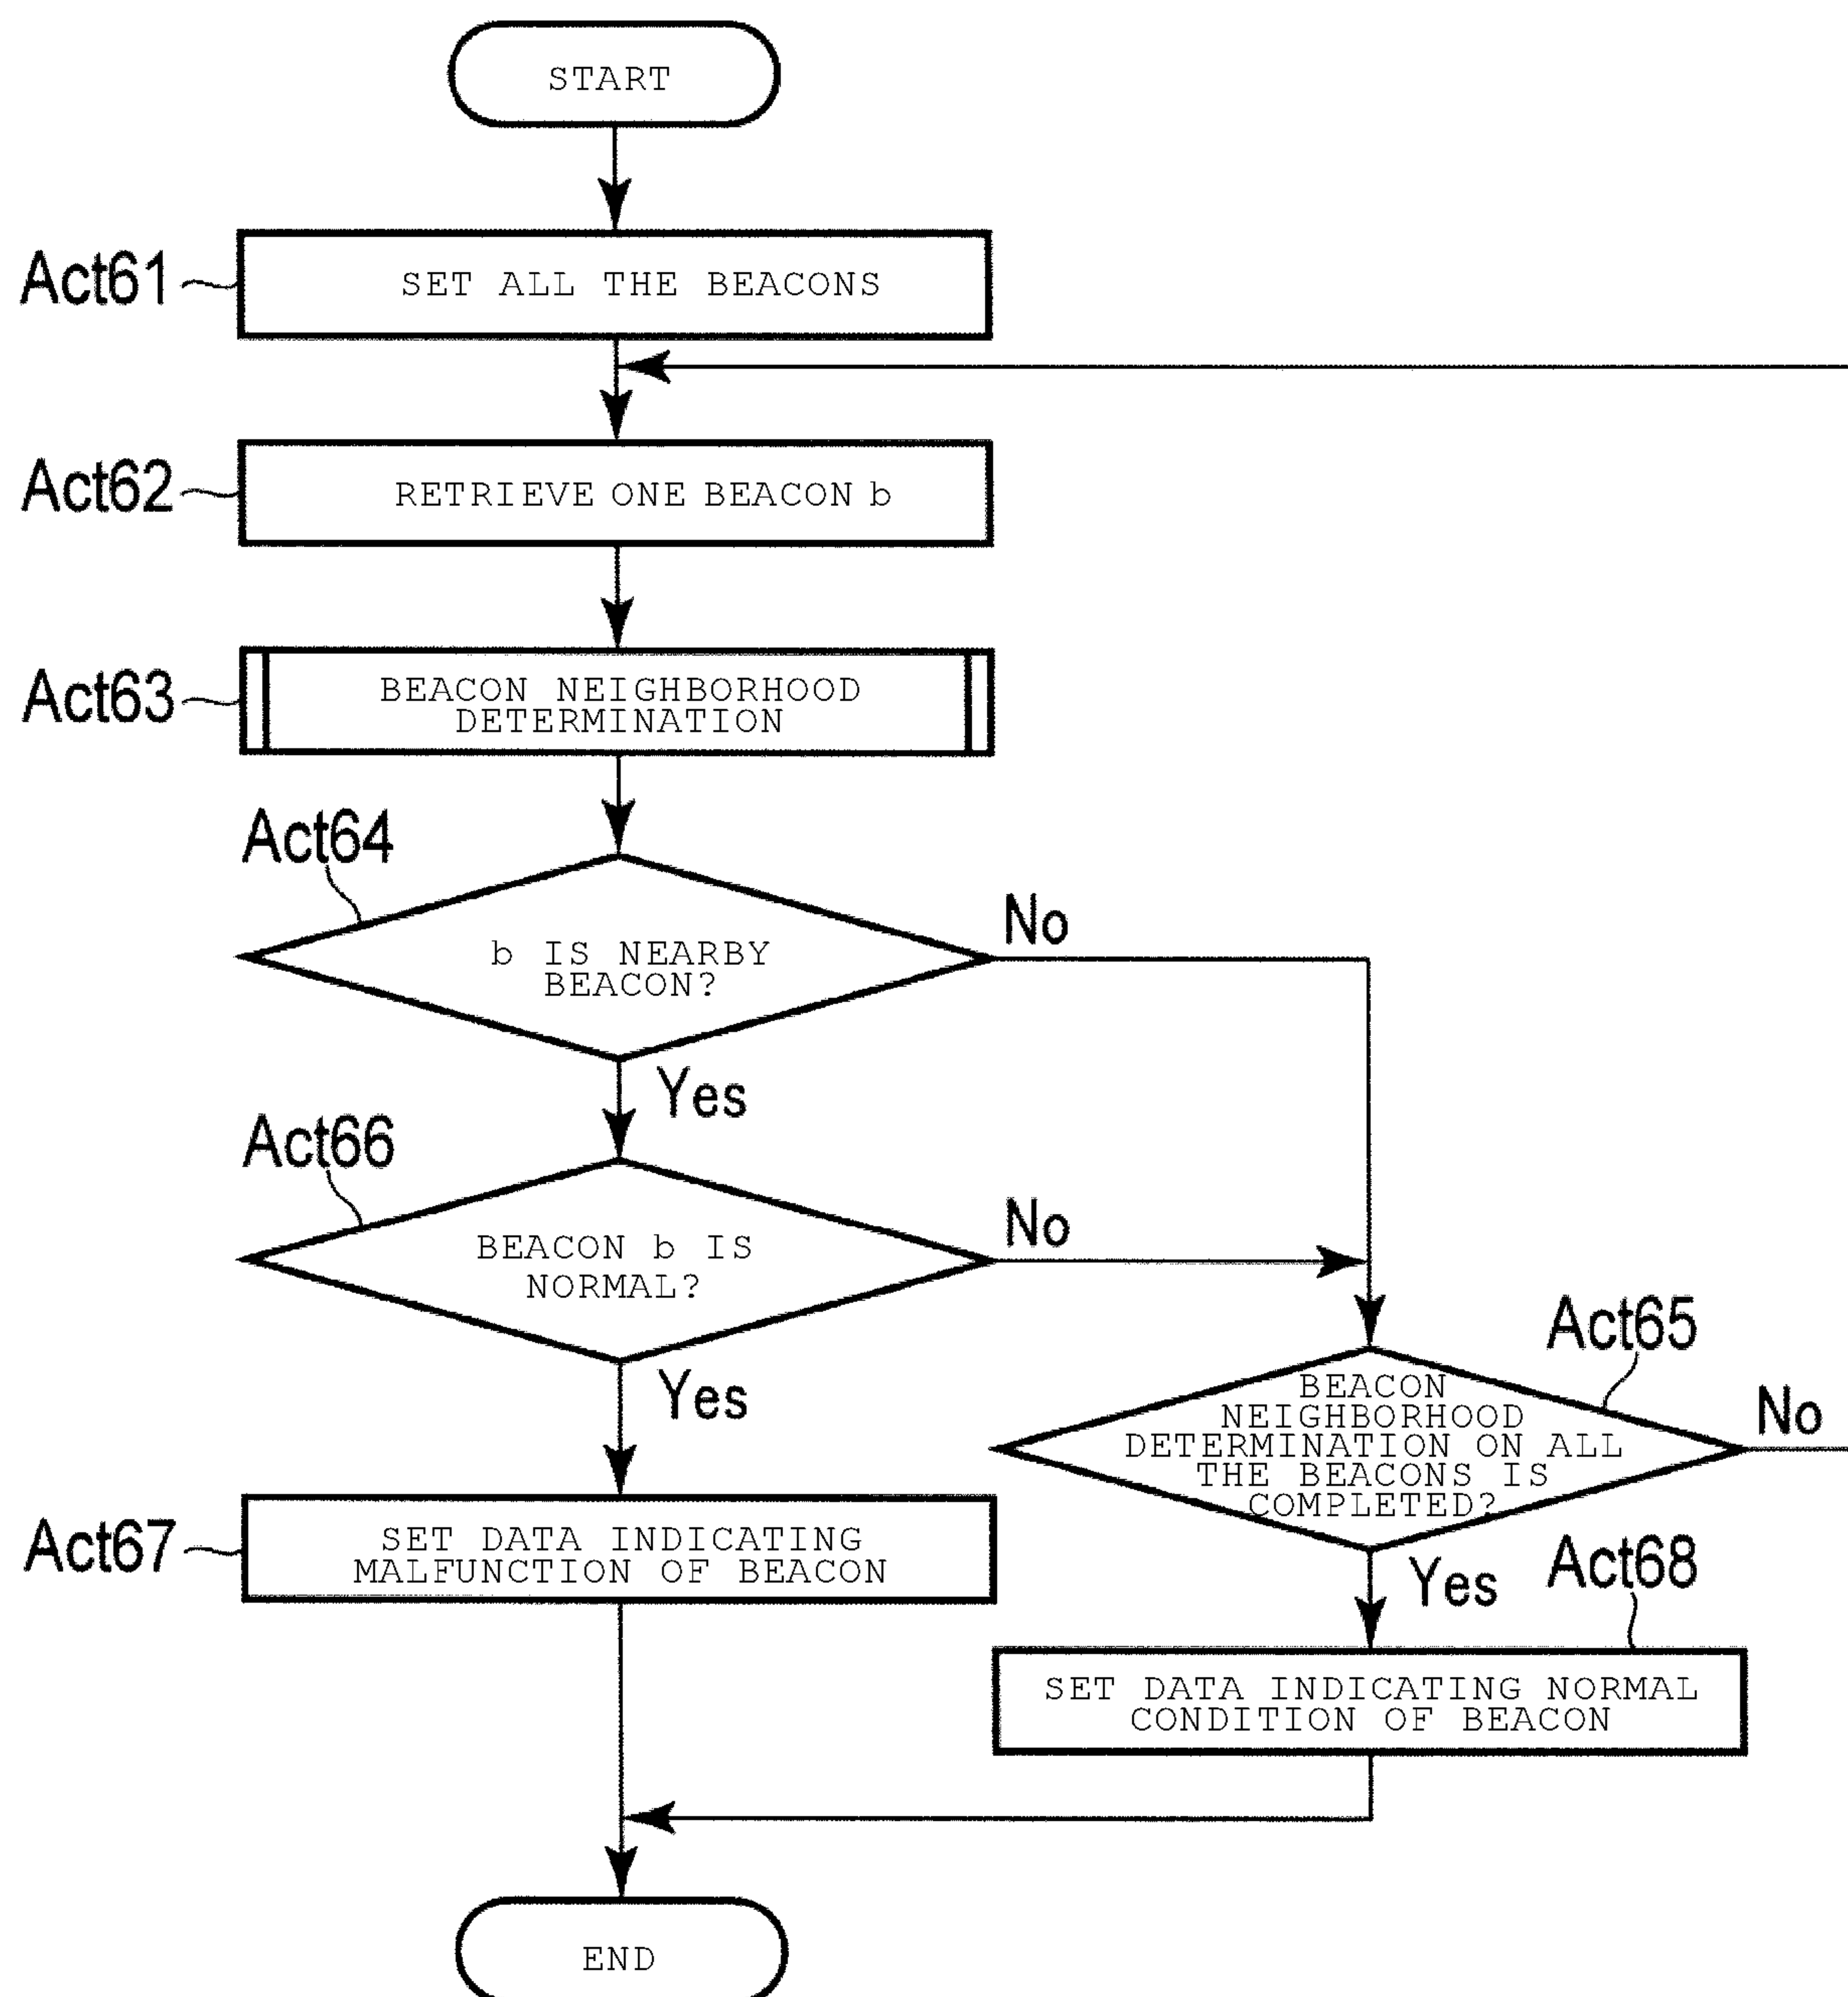 START
Act61
SET ALL THE BEACONS
Act62
RETRIEVE ONE BEACON b
Act63
BEACON NEIGHBORHOOD
DETERMINATION
Act64
b IS NEARBY
BEACON?
No
Yes
Act66
BEACON b IS
NORMAL?
No
Yes
Act65
BEACON
NEIGHBORHOOD
DETERMINATION ON ALL
THE BEACONS IS
COMPLETED?
No
Yes
Act67
SET DATA INDICATING
MALFUNCTION OF BEACON
Act68
SET DATA INDICATING NORMAL
CONDITION OF BEACON
END